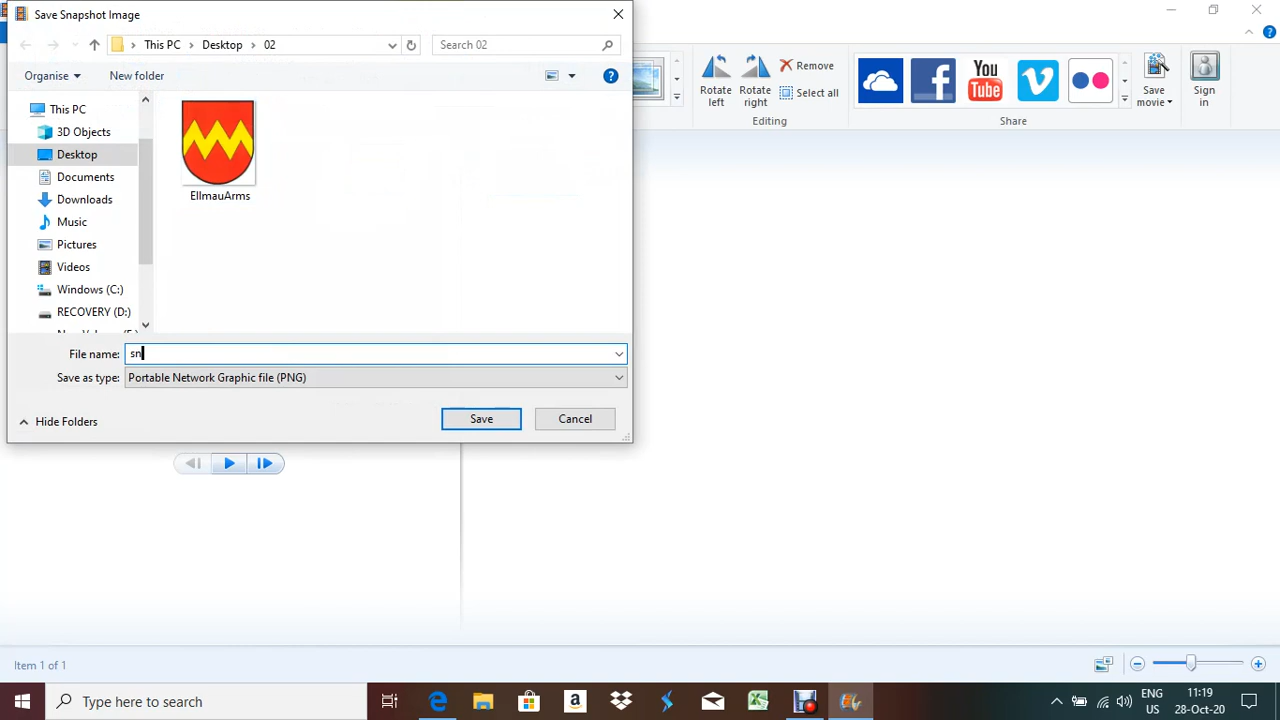 Save Snapshot Image
This PC Desktop 02
Search 02
Organise New folder
This PC
3D Objects
Desktop
Documents
Downloads
Music
Pictures
Videos
Windows (C:)
RECOVERY (D:)
EllmauArms
File name: sn
Save as type: Portable Network Graphic file (PNG)
Hide Folders
Save Cancel
Rotate left
Rotate right
Remove
Select all
Editing
You Tube
Share
Save movie
Sign in
Item 1 of 1
Type here to search
ENG
US
11:19
28-Oct-20